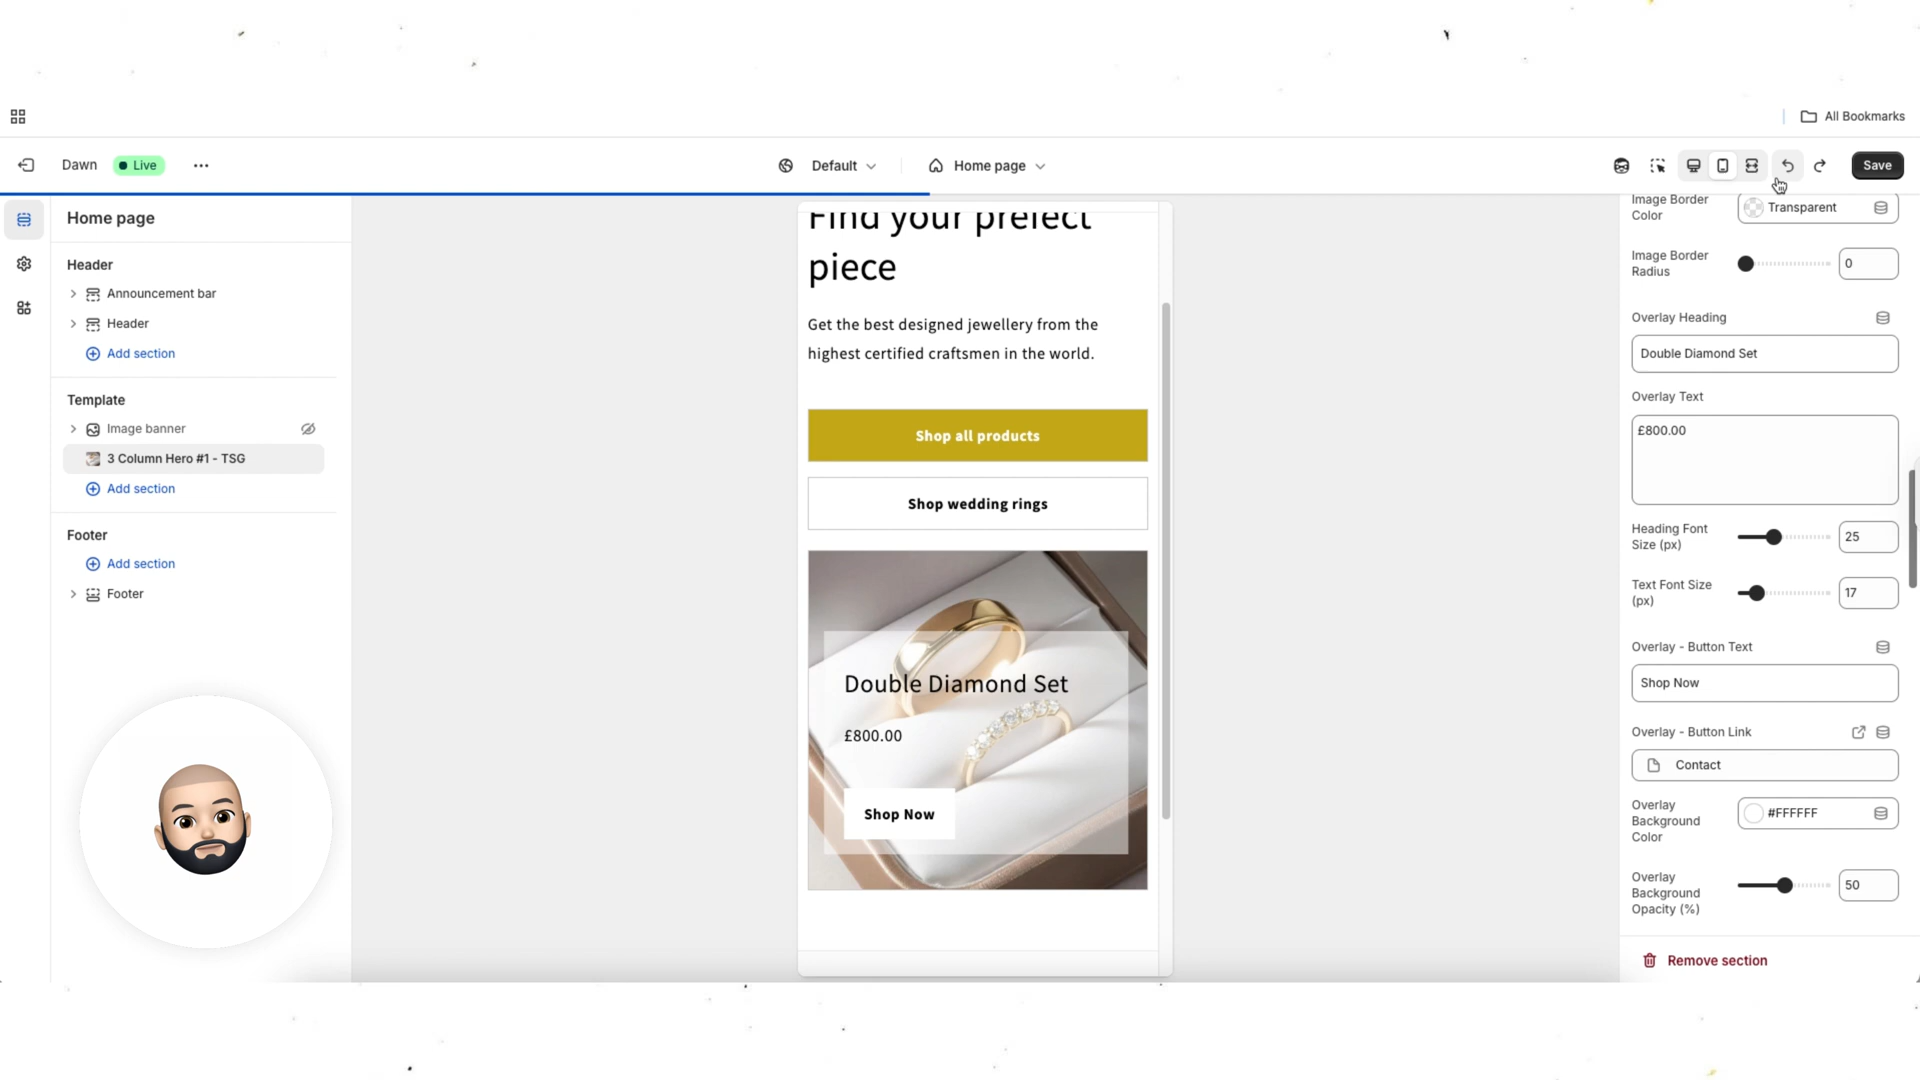 All Bookmarks
Dawn
Live
Default
Home page
Save
Home page
Header
Announcement bar
Header
Add section
Template
Image banner
3 Column Hero #1 - TSG
Add section
Footer
Add section
Footer
Find your prefect
piece
Get the best designed jewellery from the
highest certified craftsmen in the world.
Shop all products
Shop wedding rings
Double Diamond Set
£800.00
Shop Now
Image Border
Color
Transparent
Image Border
Radius
0
Overlay Heading
Double Diamond Set
Overlay Text
£800.00
Heading Font
Size (px)
25
Text Font Size
(px)
17
Overlay - Button Text
Shop Now
Overlay - Button Link
Contact
Overlay
Background
Color
#FFFFFF
Overlay
Background
Opacity (%)
50
Remove section